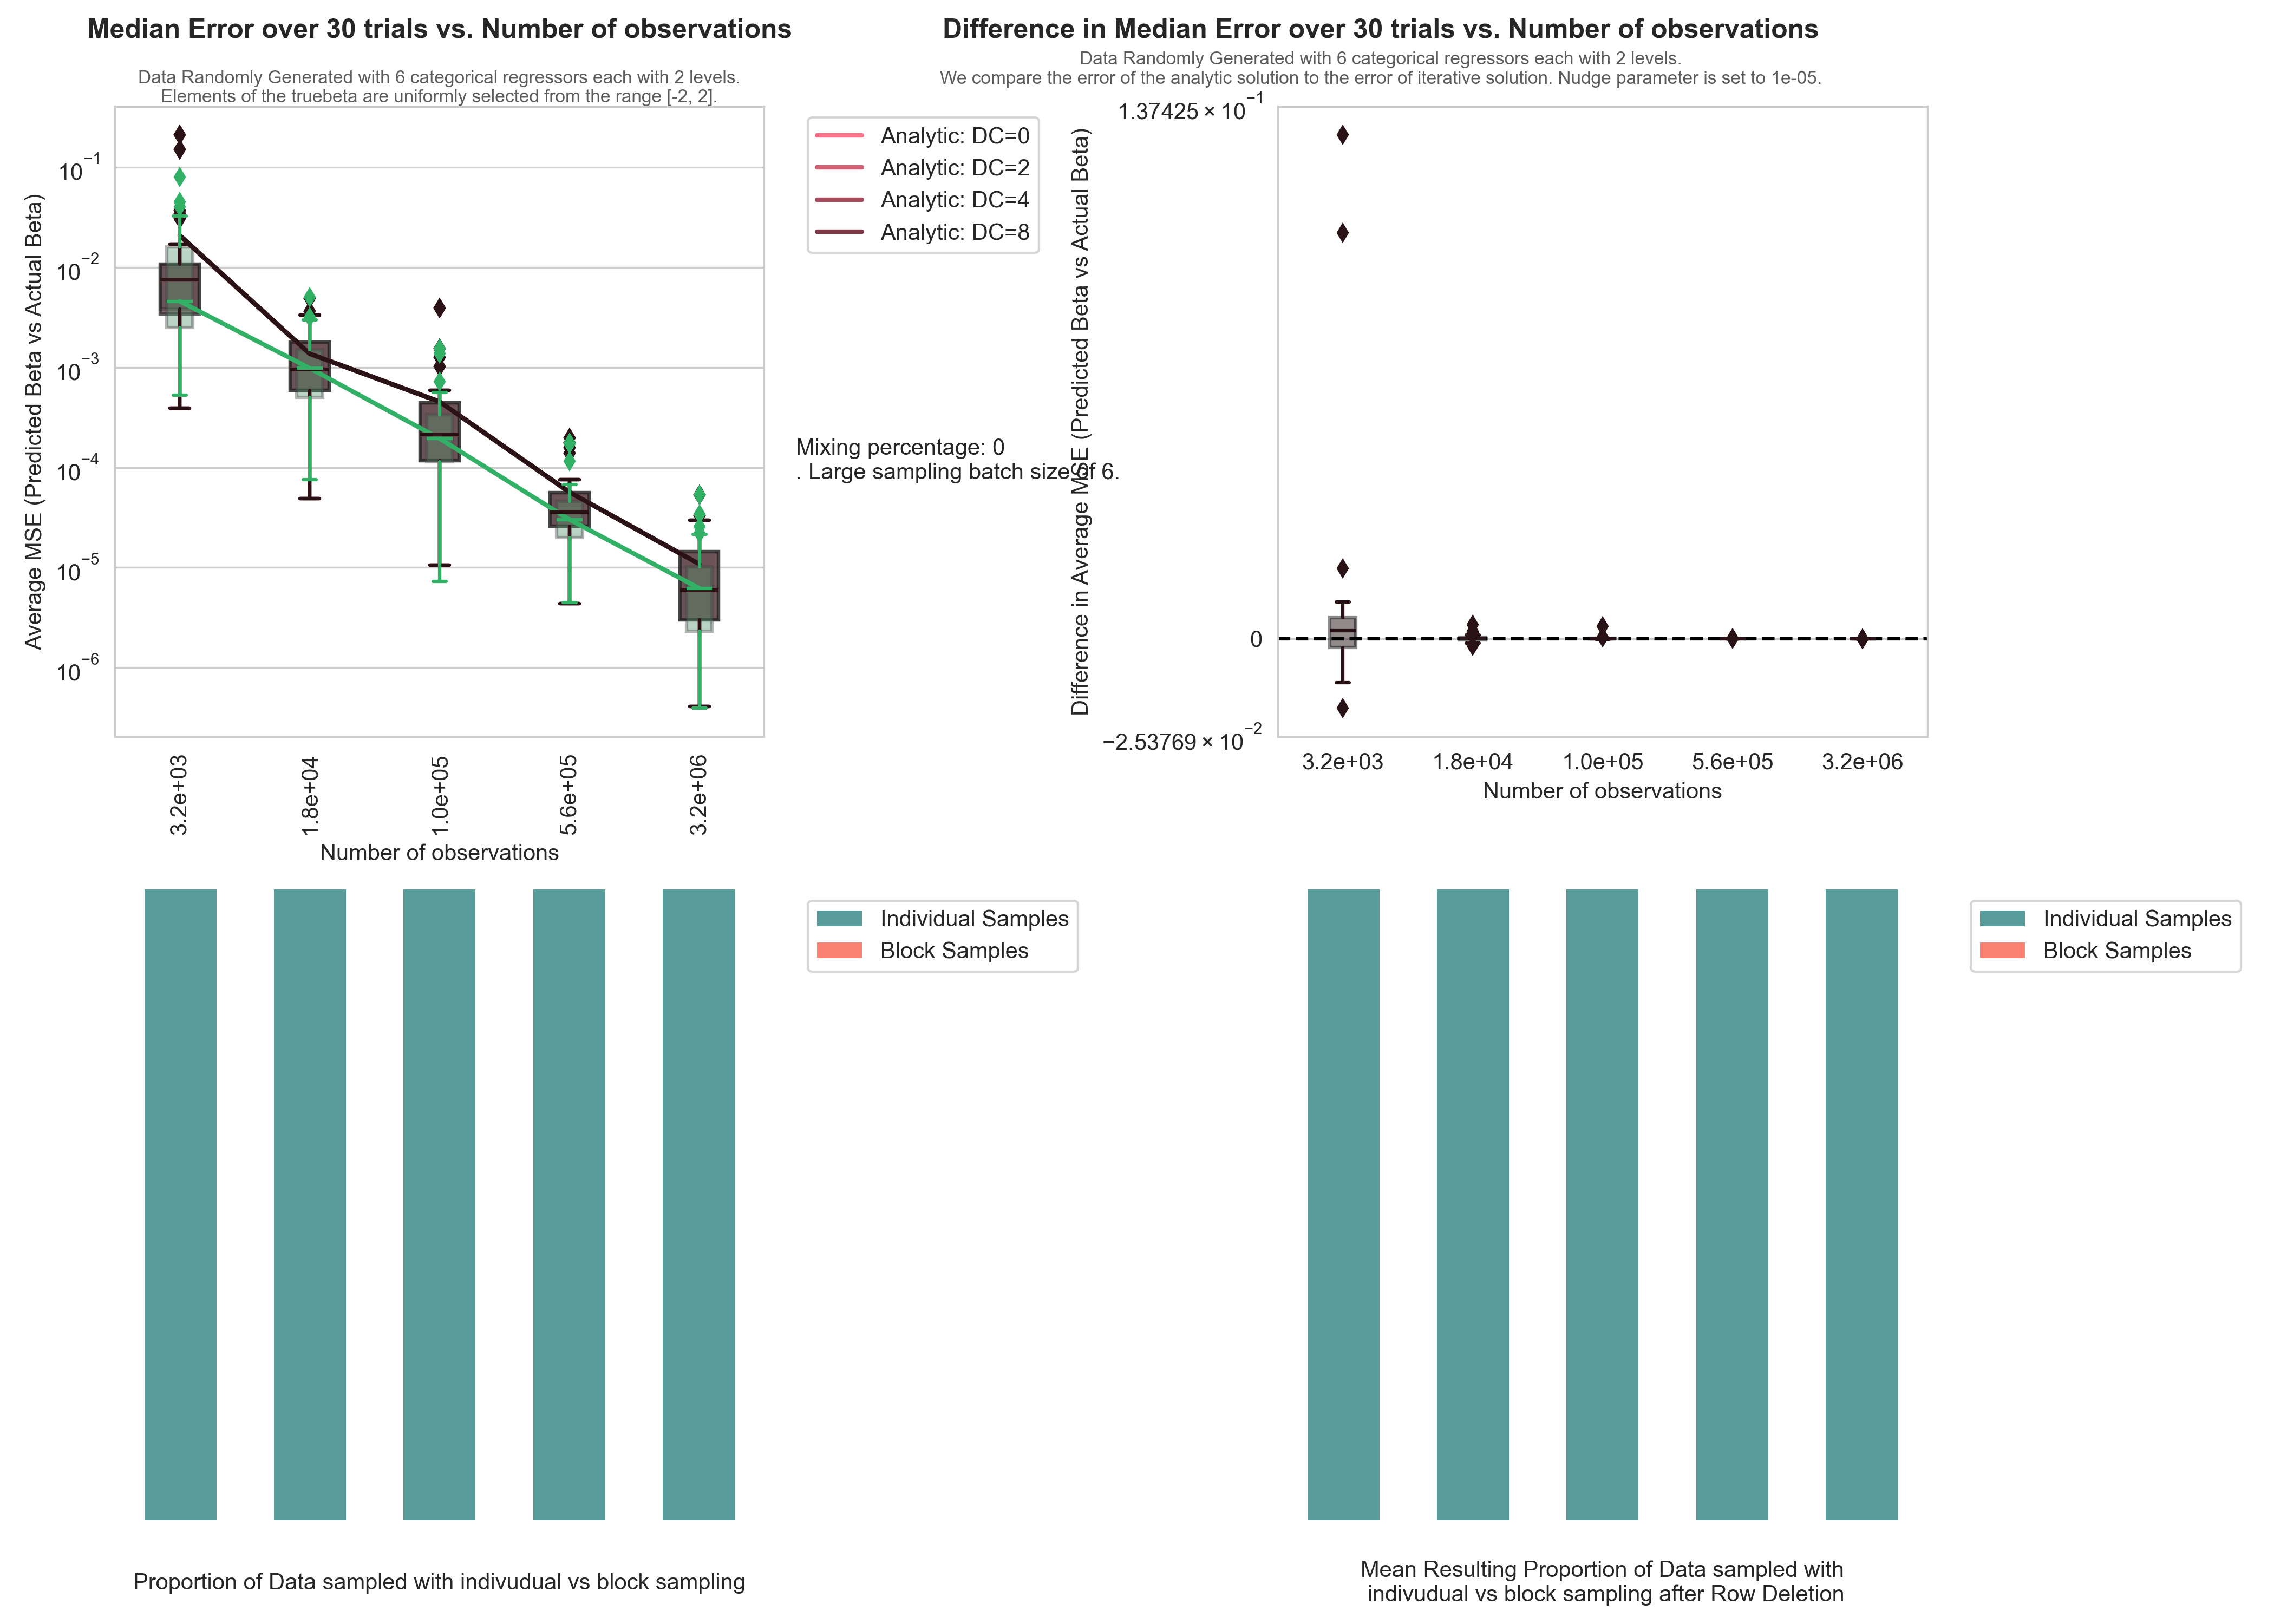 Median Error over 30 trials vs. Number of observations
Data Randomly Generated with 6 categorical regressors each with 2 levels.
Elements of the truebeta are uniformly selected from the range [-2, 2].
Average MSE (Predicted Beta vs Actual Beta)
10⁻¹
10⁻²
10⁻³
10⁻⁴
10⁻⁵
10⁻⁶
3.2e+03
1.8e+04
1.0e+05
5.6e+05
3.2e+06
Number of observations
Analytic: DC=0
Analytic: DC=2
Analytic: DC=4
Analytic: DC=8
Mixing percentage: 0
. Large sampling batch size of 6.
Difference in Median Error over 30 trials vs. Number of observations
Data Randomly Generated with 6 categorical regressors each with 2 levels.
We compare the error of the analytic solution to the error of iterative solution. Nudge parameter is set to 1e-05.
Difference in Average MSE (Predicted Beta vs Actual Beta)
1.37425 × 10⁻¹
0
−2.53769 × 10⁻²
3.2e+03
1.8e+04
1.0e+05
5.6e+05
3.2e+06
Number of observations
Individual Samples
Block Samples
Proportion of Data sampled with indivudual vs block sampling
Individual Samples
Block Samples
Mean Resulting Proportion of Data sampled with
indivudual vs block sampling after Row Deletion